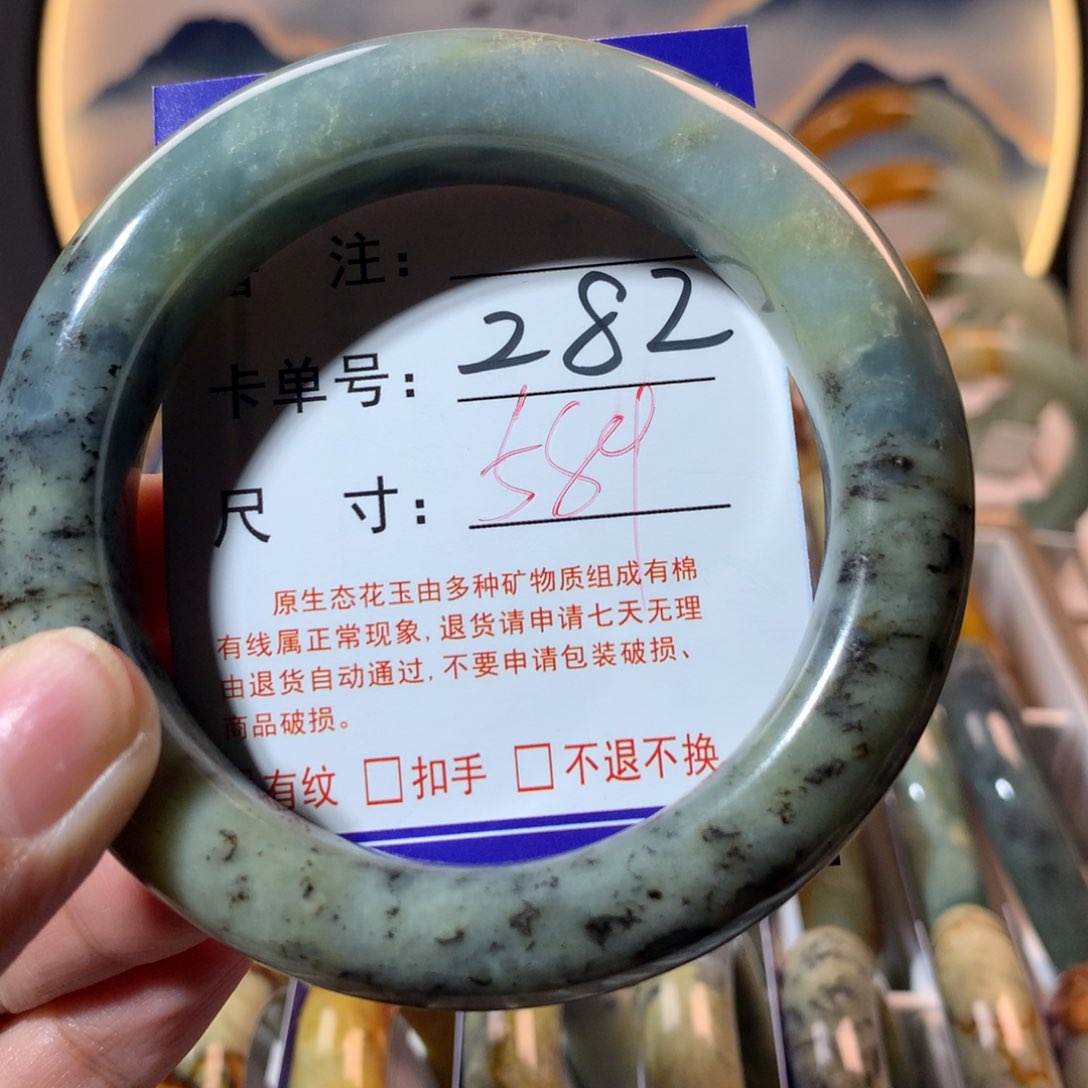 注：
卡单号：282
尺 寸：589
原生态花玉由多种矿物质组成有棉
有线属正常现象，退货请申请七天无理
由退货自动通过，不要申请包装破损、
商品破损。
有纹 □扣手 □不退不换